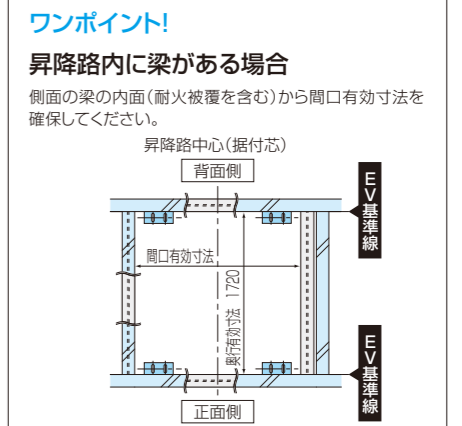 ワンポイント!
昇降路内に梁がある場合
側面の梁の内面(耐火被覆を含む)から間口有効寸法を
確保してください。
昇降路中心(据付芯)
背面側
EV基準線
間口有効寸法
奥行有効寸法 1720
EV基準線
正面側